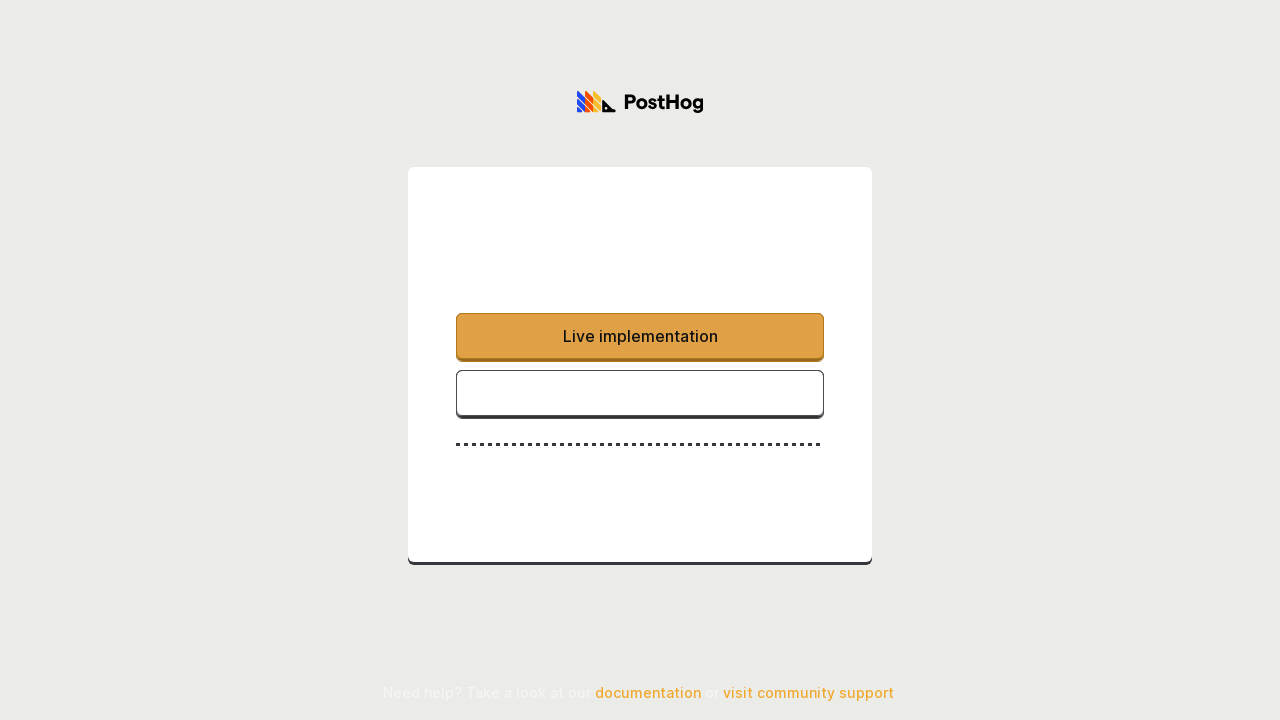 PostHog
Live implementation
Need help? Take a look at our documentation or visit community support